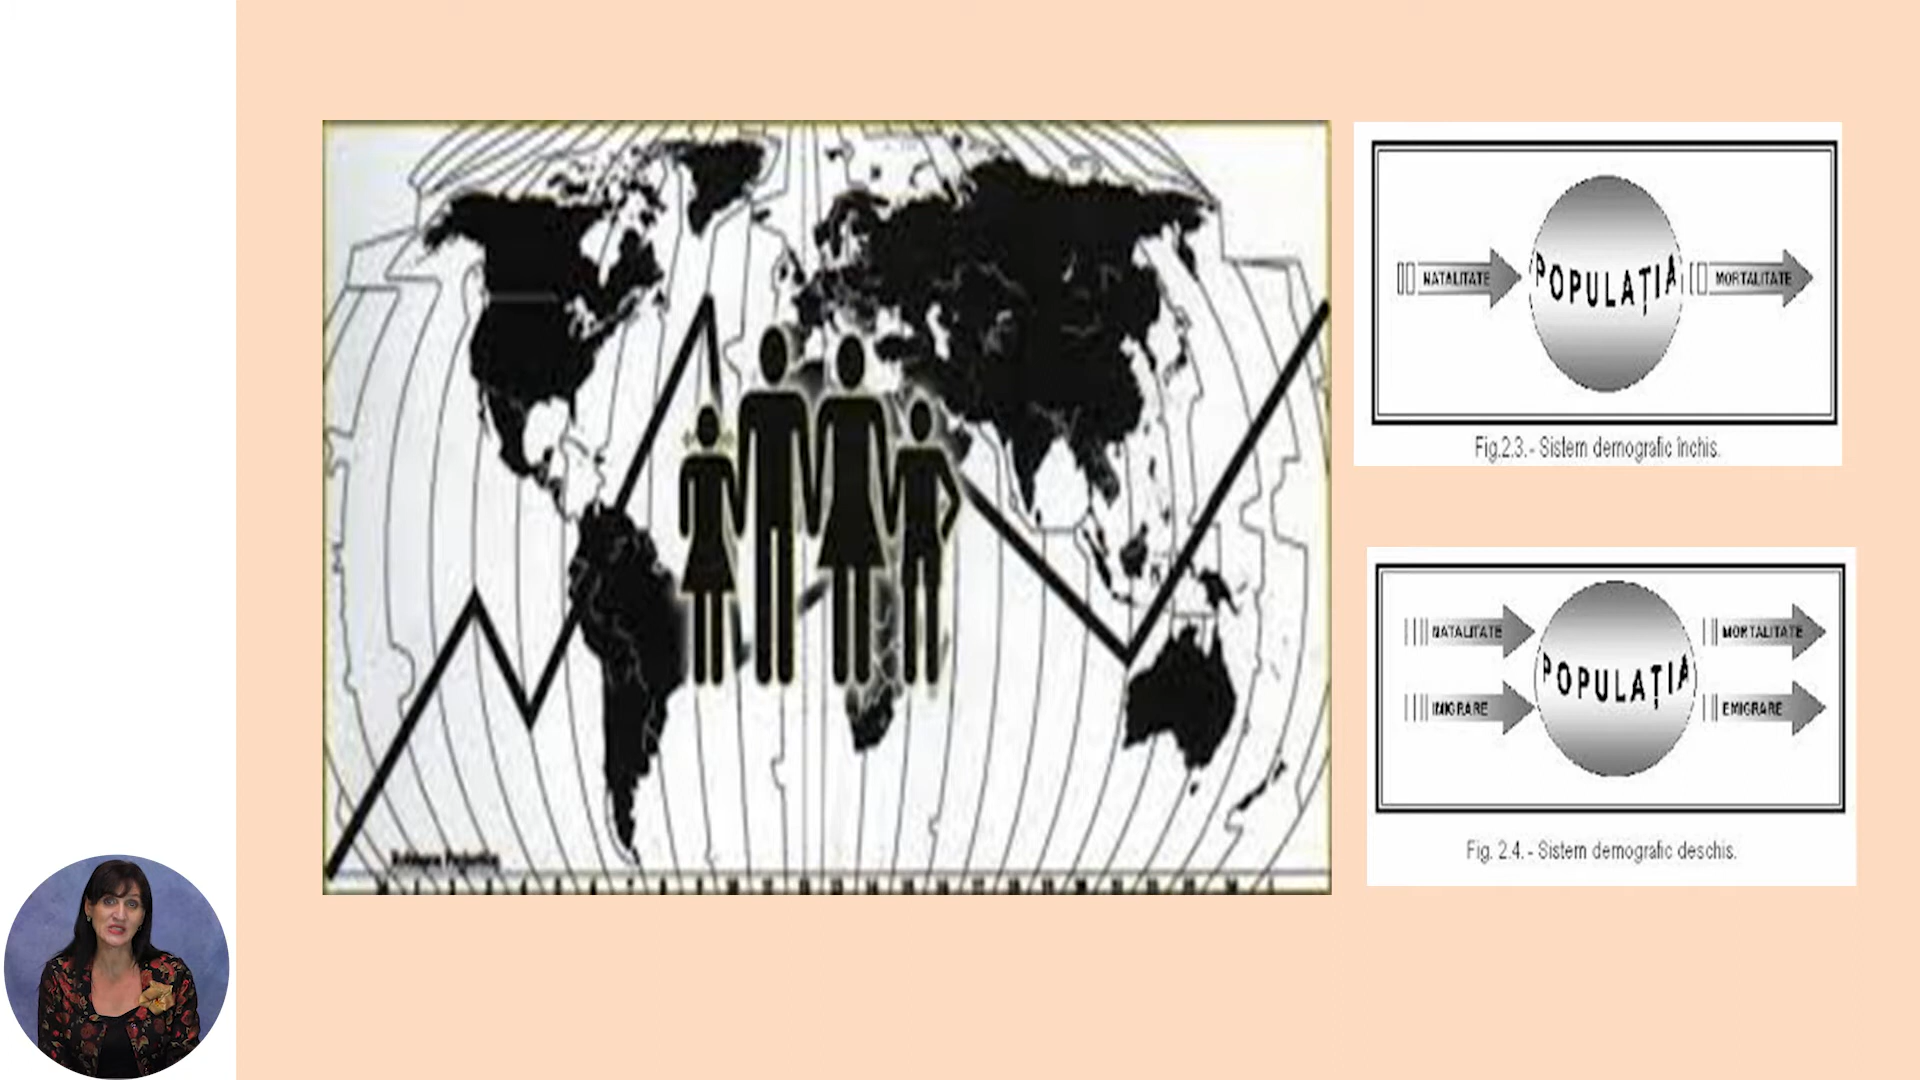 NATALITATE
POPULAȚIA
MORTALITATE
Fig.2.3.- Sistem demografic închis.
NATALITATE
MORTALITATE
POPULAȚIA
IMIGRARE
EMIGRARE
Fig. 2.4.- Sistem demografic deschis.